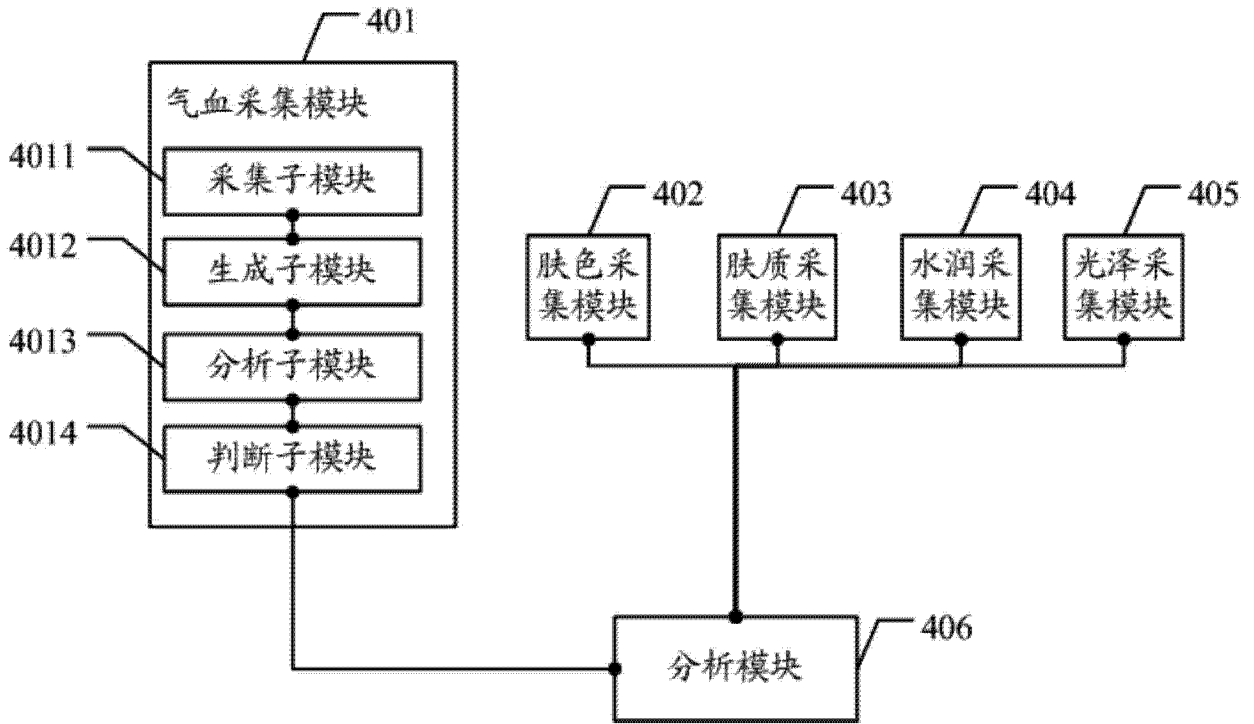 401
气血采集模块
4011
采集子模块
4012
生成子模块
4013
分析子模块
4014
判断子模块
402
肤色采
集模块
403
肤质采
集模块
404
水润采
集模块
405
光泽采
集模块
406
分析模块